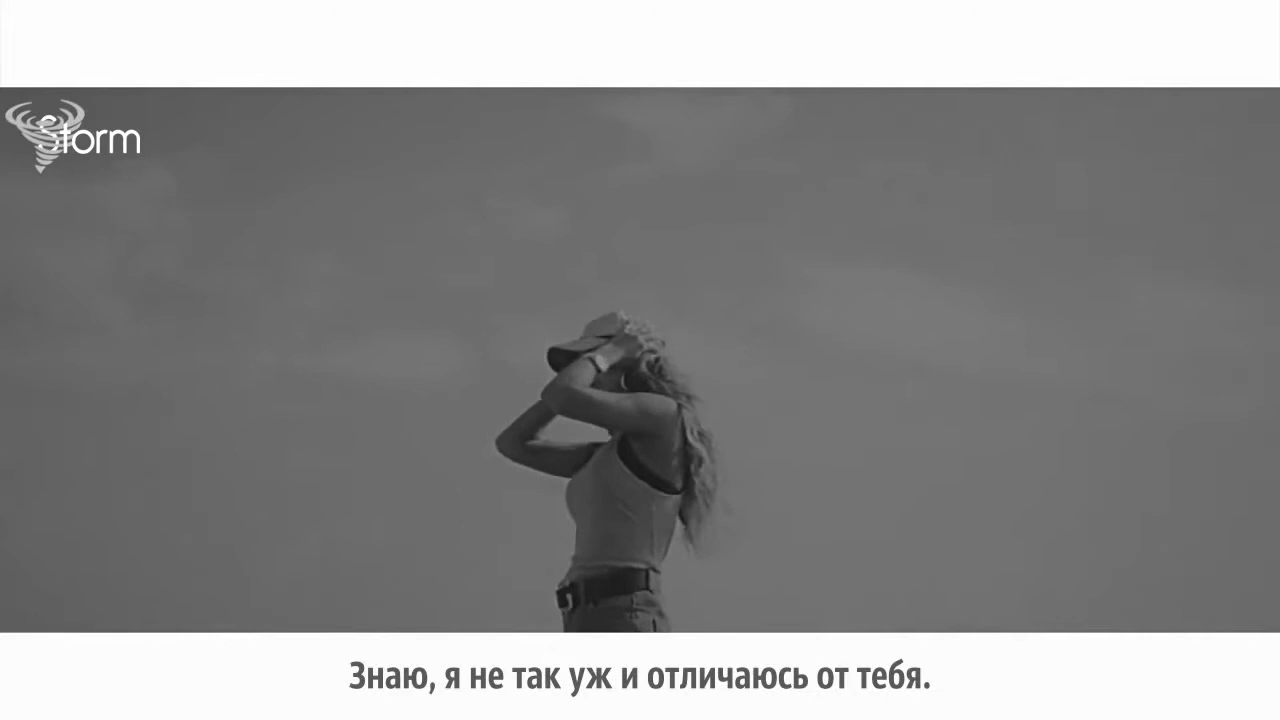 Storm
Знаю, я не так уж и отличаюсь от тебя.